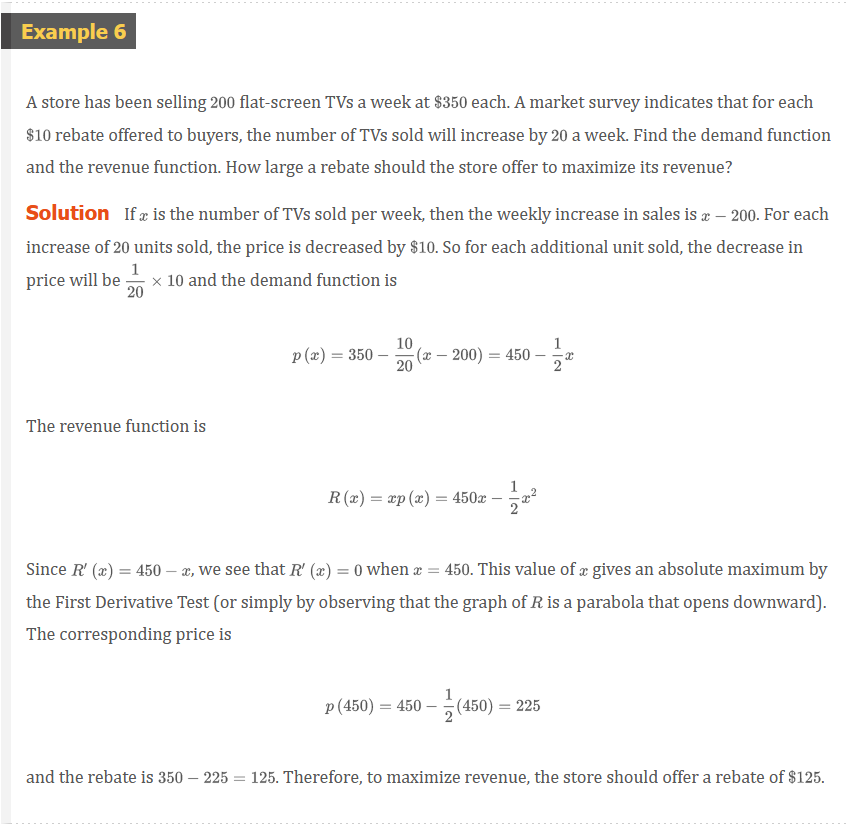 Example 6
A store has been selling 200 flat-screen TVs a week at $350 each. A market survey indicates that for each
$10 rebate offered to buyers, the number of TVs sold will increase by 20 a week. Find the demand function
and the revenue function. How large a rebate should the store offer to maximize its revenue?
Solution If x is the number of TVs sold per week, then the weekly increase in sales is x − 200. For each
increase of 20 units sold, the price is decreased by $10. So for each additional unit sold, the decrease in
price will be 1/20 × 10 and the demand function is
p (x) = 350 − 10/20 (x − 200) = 450 − 1/2 x
The revenue function is
R (x) = xp (x) = 450x − 1/2 x²
Since R′ (x) = 450 − x, we see that R′ (x) = 0 when x = 450. This value of x gives an absolute maximum by
the First Derivative Test (or simply by observing that the graph of R is a parabola that opens downward).
The corresponding price is
p (450) = 450 − 1/2 (450) = 225
and the rebate is 350 − 225 = 125. Therefore, to maximize revenue, the store should offer a rebate of $125.